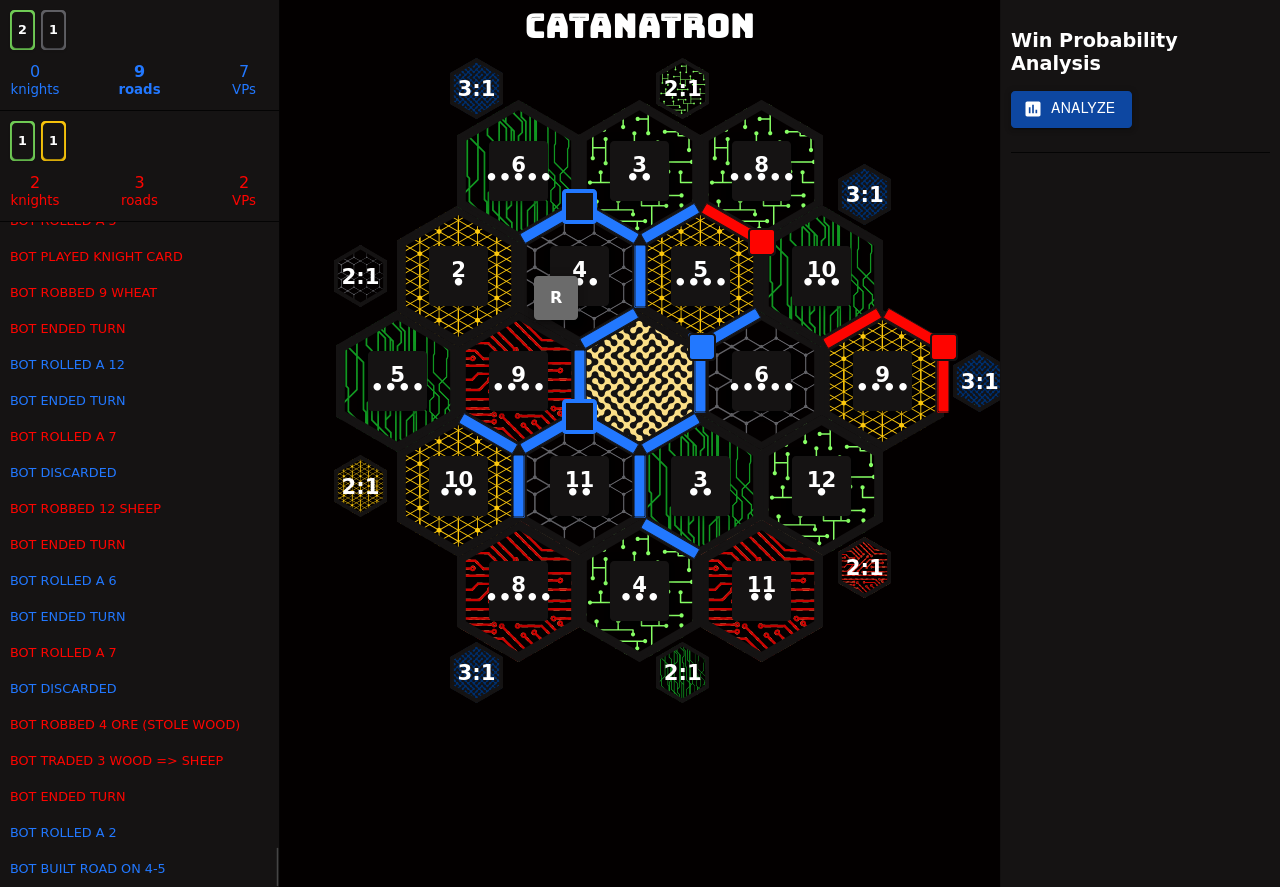 2 1
0 9 7
knights roads VPs
1 1
2 3 2
knights roads VPs
BOT PLAYED KNIGHT CARD
BOT ROBBED 9 WHEAT
BOT ENDED TURN
BOT ROLLED A 12
BOT ENDED TURN
BOT ROLLED A 7
BOT DISCARDED
BOT ROBBED 12 SHEEP
BOT ENDED TURN
BOT ROLLED A 6
BOT ENDED TURN
BOT ROLLED A 7
BOT DISCARDED
BOT ROBBED 4 ORE (STOLE WOOD)
BOT TRADED 3 WOOD => SHEEP
BOT ENDED TURN
BOT ROLLED A 2
BOT BUILT ROAD ON 4-5
CATANATRON
3:1 2:1
6 3 8
3:1
2:1 2 4 5 10
R
5 9 6 9 3:1
2:1 10 11 3 12
2:1
8 4 11
3:1 2:1
Win Probability
Analysis
ANALYZE